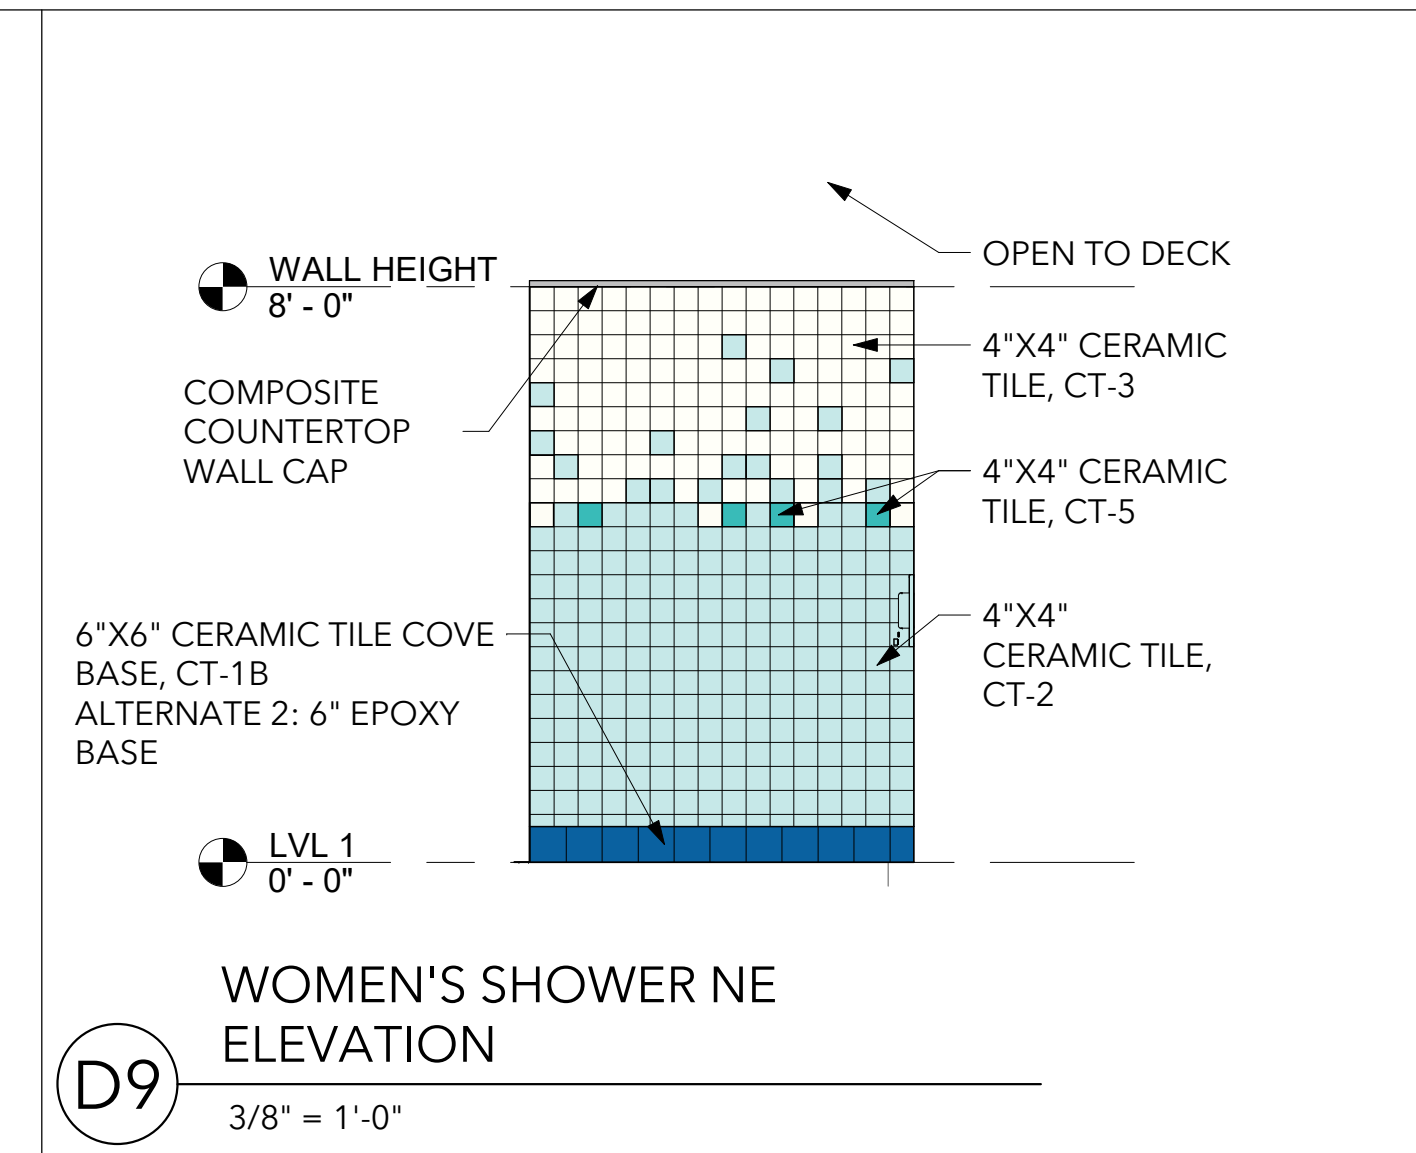 OPEN TO DECK
WALL HEIGHT
8' - 0"
4"X4" CERAMIC
TILE, CT-3
COMPOSITE
COUNTERTOP
WALL CAP
4"X4" CERAMIC
TILE, CT-5
4"X4"
CERAMIC TILE,
CT-2
6"X6" CERAMIC TILE COVE
BASE, CT-1B
ALTERNATE 2: 6" EPOXY
BASE
LVL 1
0' - 0"
WOMEN'S SHOWER NE
ELEVATION
D9
3/8" = 1'-0"